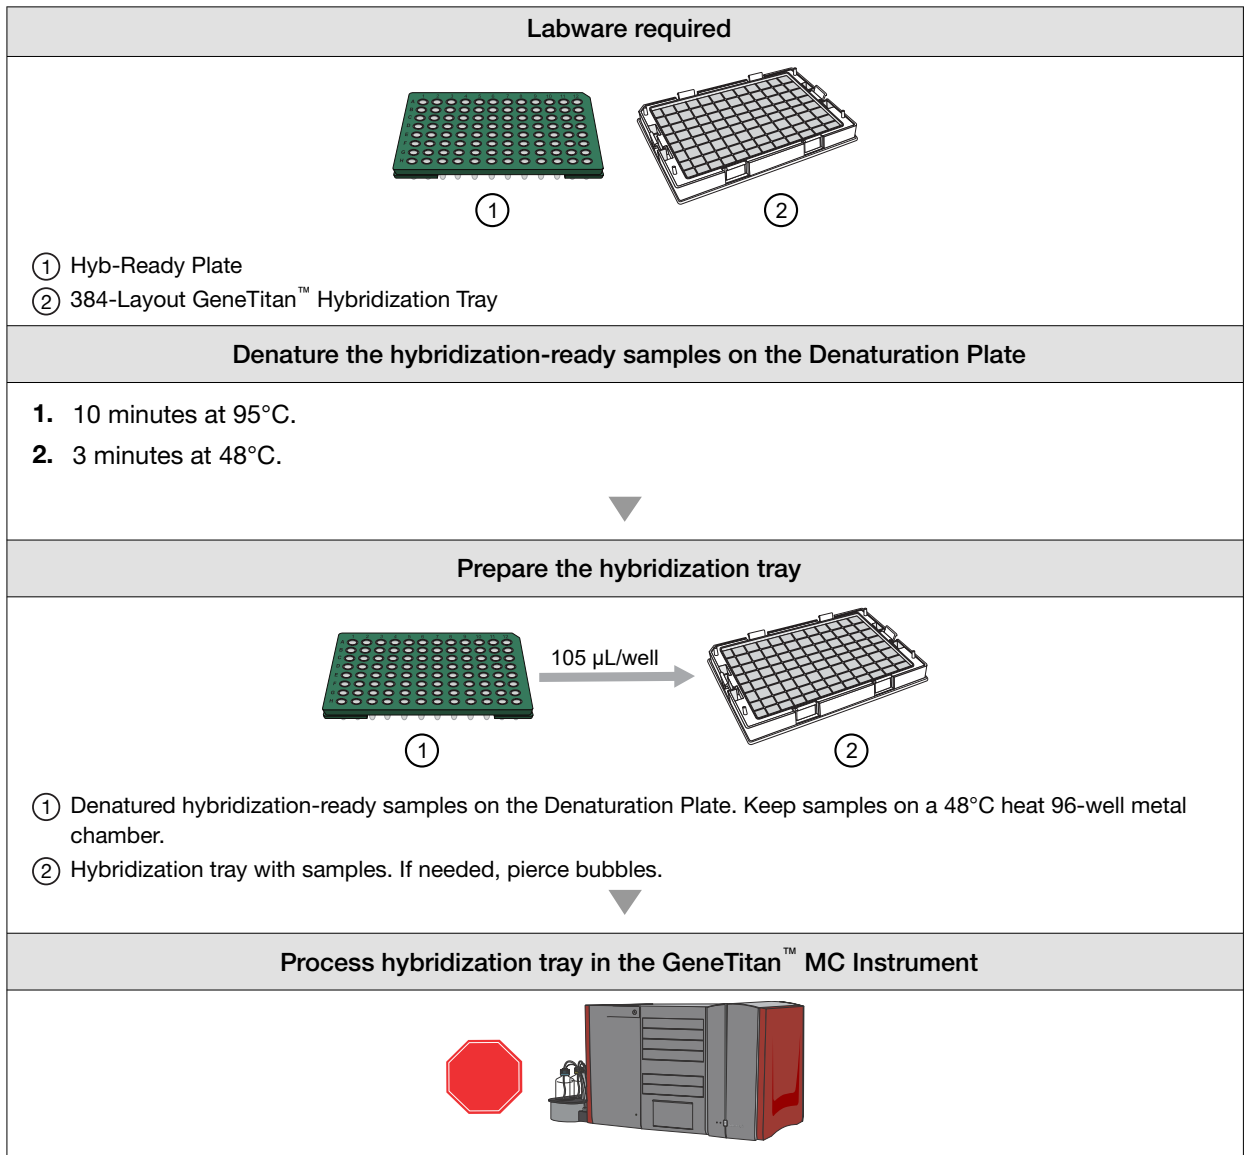 Labware required
1
2
1 Hyb-Ready Plate
2 384-Layout GeneTitan™ Hybridization Tray
Denature the hybridization-ready samples on the Denaturation Plate
1. 10 minutes at 95°C.
2. 3 minutes at 48°C.
Prepare the hybridization tray
105 µL/well
1
2
1 Denatured hybridization-ready samples on the Denaturation Plate. Keep samples on a 48°C heat 96-well metal
chamber.
2 Hybridization tray with samples. If needed, pierce bubbles.
Process hybridization tray in the GeneTitan™ MC Instrument